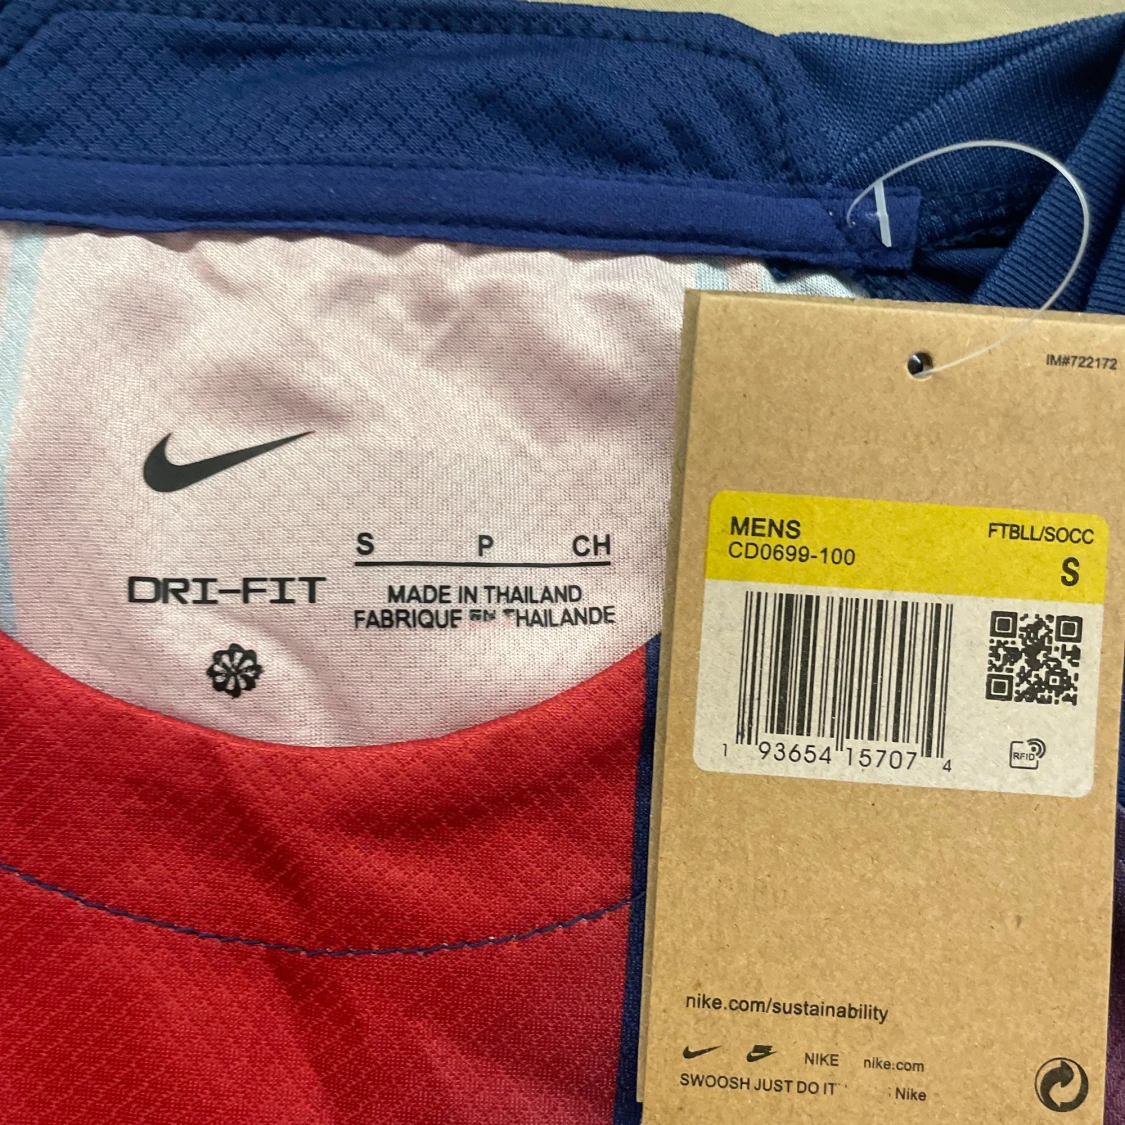 S P CH
DRI-FIT
MADE IN THAILAND
FABRIQUE EN THAILANDE
IM#722172
MENS
FTBLL/SOCC
CD0699-100
S
1 93654 15707 4
RFID
nike.com/sustainability
NIKE nike.com
SWOOSH JUST DO IT Nike